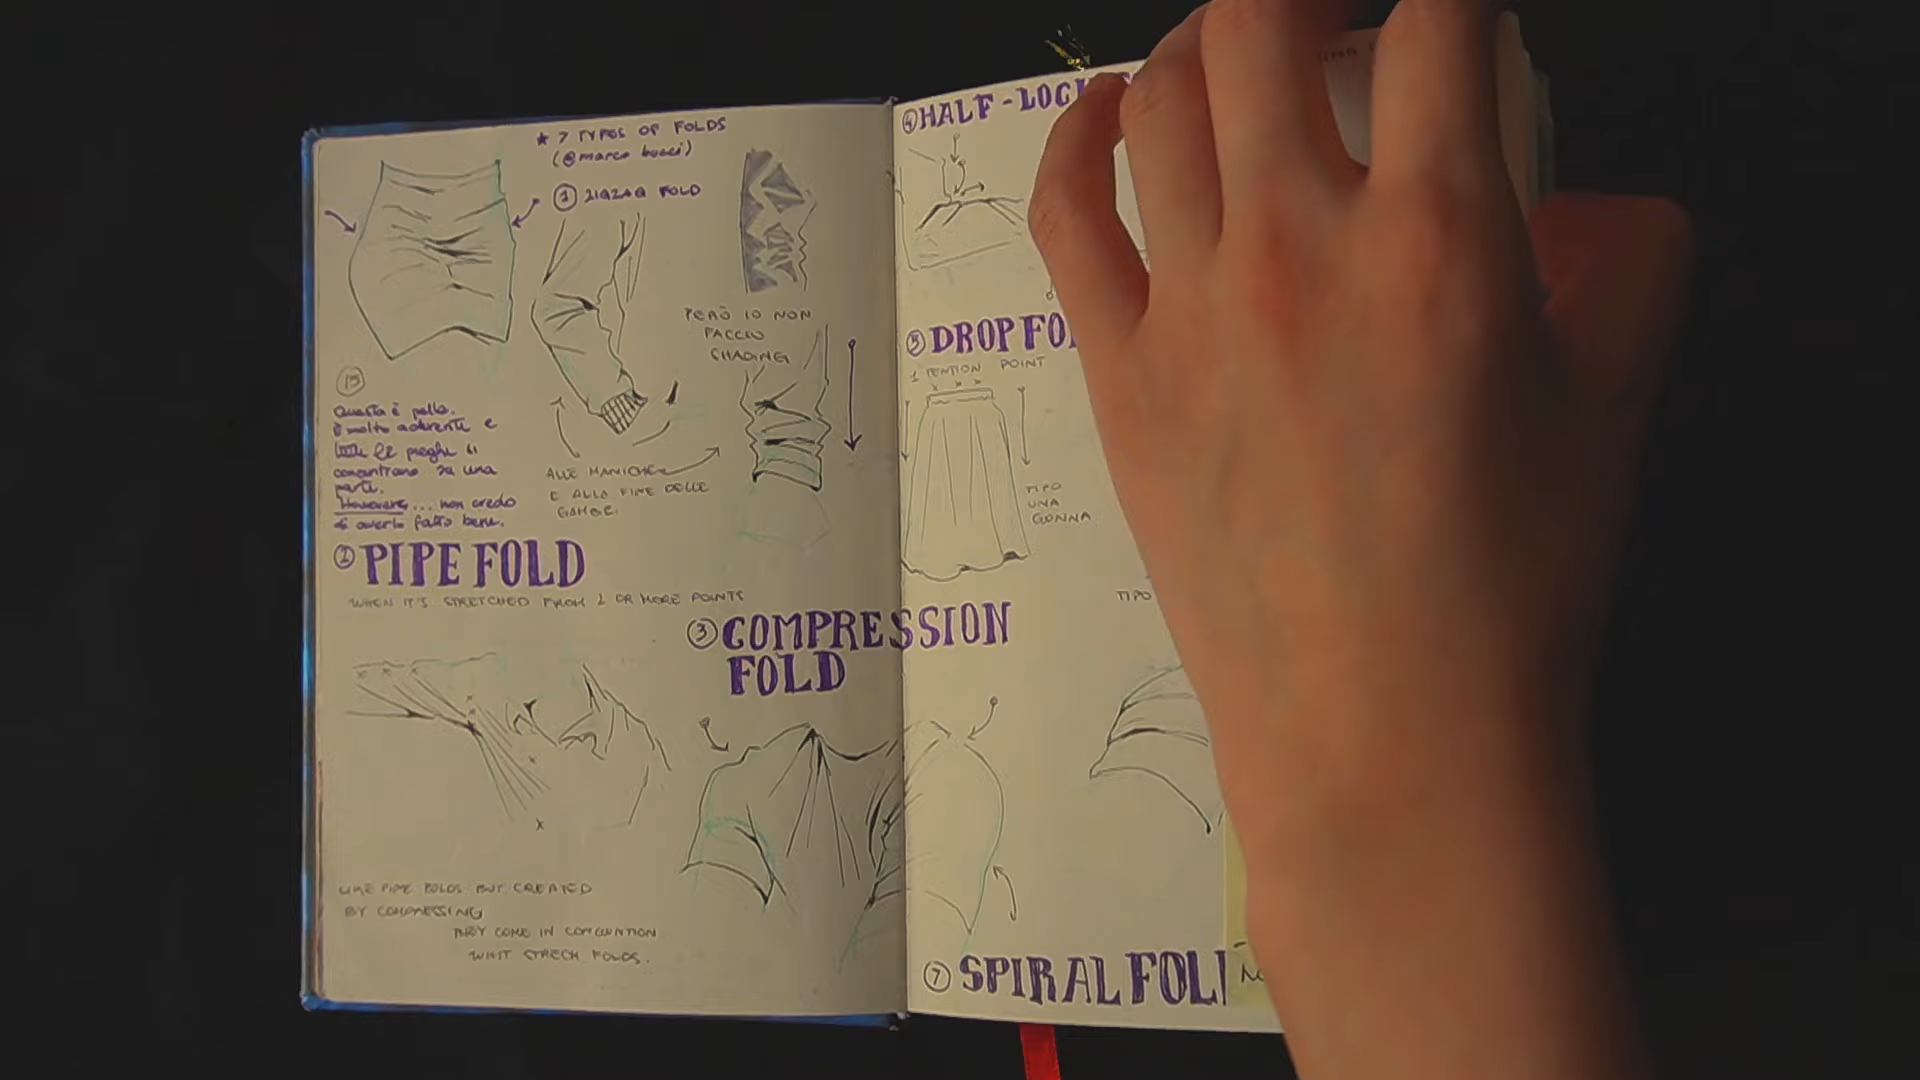 ★ 7 TYPES OF FOLDS
(@marco bucci)
① ZIGZAG FOLD
PERÒ IO NON
FACCIO
SHADING
Questa è palla.
È molto aderente e
tutte le pieghe si
concentrano su una
parte.
However... non credo
di averlo fatto bene.
ALLE MANICHE
E ALLA FINE DELLE
GAMBE.
② PIPE FOLD
WHEN IT'S STRETCHED FROM 2 OR MORE POINTS
③ COMPRESSION
FOLD
LIKE PIPE FOLDS BUT CREATED
BY COMPRESSING
THEY COME IN
STRECH FOLDS.
④ HALF-LOCK
⑤ DROP FO
1 TENTION POINT
TIPO
UNA
GONNA
TIPO
⑦ SPIRAL FOL